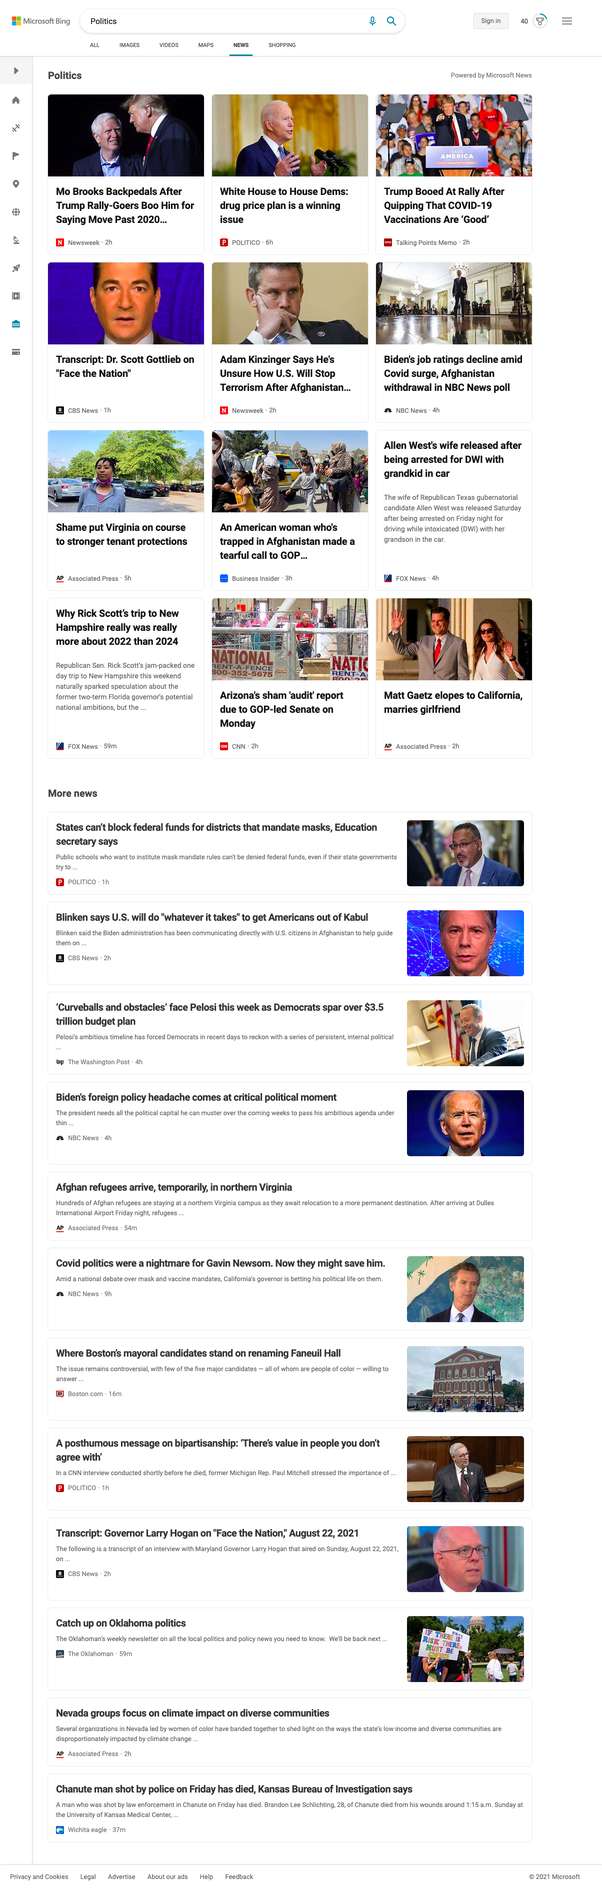 Microsoft Bing
Politics
Sign in
40
ALL
IMAGES
VIDEOS
MAPS
NEWS
SHOPPING
Politics
Powered by Microsoft News
Mo Brooks Backpedals After
Trump Rally-Goers Boo Him for
Saying Move Past 2020...
Newsweek · 2h
White House to House Dems:
drug price plan is a winning
issue
POLITICO · 6h
AMERICA
Trump Booed At Rally After
Quipping That COVID-19
Vaccinations Are ‘Good’
Talking Points Memo · 2h
Transcript: Dr. Scott Gottlieb on
"Face the Nation"
CBS News · 1h
Adam Kinzinger Says He's
Unsure How U.S. Will Stop
Terrorism After Afghanistan...
Newsweek · 2h
Biden's job ratings decline amid
Covid surge, Afghanistan
withdrawal in NBC News poll
NBC News · 4h
Shame put Virginia on course
to stronger tenant protections
AP Associated Press · 5h
An American woman who's
trapped in Afghanistan made a
tearful call to GOP...
Business Insider · 3h
Allen West's wife released after
being arrested for DWI with
grandkid in car
The wife of Republican Texas gubernatorial
candidate Allen West was released Saturday
after being arrested on Friday night for
driving while intoxicated (DWI) with her
grandson in the car.
FOX News · 4h
Why Rick Scott's trip to New
Hampshire really was really
more about 2022 than 2024
Republican Sen. Rick Scott's jam-packed one
day trip to New Hampshire this weekend
naturally sparked speculation about the
former two-term Florida governor's potential
national ambitions, but the ...
FOX News · 59m
NATIONAL
RENT-A-FENCE
800-352-5675
NATIO
RENT-A
Arizona's sham 'audit' report
due to GOP-led Senate on
Monday
CNN · 2h
Matt Gaetz elopes to California,
marries girlfriend
AP Associated Press · 2h
More news
States can’t block federal funds for districts that mandate masks, Education
secretary says
Public schools who want to institute mask mandate rules can't be denied federal funds, even if their state governments
try to ...
POLITICO · 1h
Blinken says U.S. will do "whatever it takes" to get Americans out of Kabul
Blinken said the Biden administration has been communicating directly with U.S. citizens in Afghanistan to help guide
them on ...
CBS News · 2h
‘Curveballs and obstacles’ face Pelosi this week as Democrats spar over $3.5
trillion budget plan
Pelosi's ambitious timeline has forced Democrats in recent days to reckon with a series of persistent, internal political
...
wp The Washington Post · 4h
Biden's foreign policy headache comes at critical political moment
The president needs all the political capital he can muster over the coming weeks to pass his ambitious agenda under
thin ...
NBC News · 4h
Afghan refugees arrive, temporarily, in northern Virginia
Hundreds of Afghan refugees are staying at a northern Virginia campus as they await relocation to a more permanent destination. After arriving at Dulles
International Airport Friday night, refugees ...
AP Associated Press · 54m
Covid politics were a nightmare for Gavin Newsom. Now they might save him.
Amid a national debate over mask and vaccine mandates, California's governor is betting his political life on them.
NBC News · 9h
Where Boston’s mayoral candidates stand on renaming Faneuil Hall
The issue remains controversial, with few of the five major candidates — all of whom are people of color — willing to
answer ...
Boston.com · 16m
A posthumous message on bipartisanship: ‘There’s value in people you don’t
agree with’
In a CNN interview conducted shortly before he died, former Michigan Rep. Paul Mitchell stressed the importance of ...
POLITICO · 1h
Transcript: Governor Larry Hogan on "Face the Nation," August 22, 2021
The following is a transcript of an interview with Maryland Governor Larry Hogan that aired on Sunday, August 22, 2021,
on ...
CBS News · 2h
Catch up on Oklahoma politics
The Oklahoman's weekly newsletter on all the local politics and policy news you need to know. We'll be back next ...
The Oklahoman · 59m
IF THERE IS
RISK THERE
MUST BE
Nevada groups focus on climate impact on diverse communities
Several organizations in Nevada led by women of color have banded together to shed light on the ways the state's low income and diverse communities are
disproportionately impacted by climate change ...
AP Associated Press · 2h
Chanute man shot by police on Friday has died, Kansas Bureau of Investigation says
A man who was shot by law enforcement in Chanute on Friday has died. Brandon Lee Schlichting, 28, of Chanute died from his wounds around 1:15 a.m. Sunday at
the University of Kansas Medical Center, ...
Wichita eagle · 37m
Privacy and Cookies
Legal
Advertise
About our ads
Help
Feedback
© 2021 Microsoft